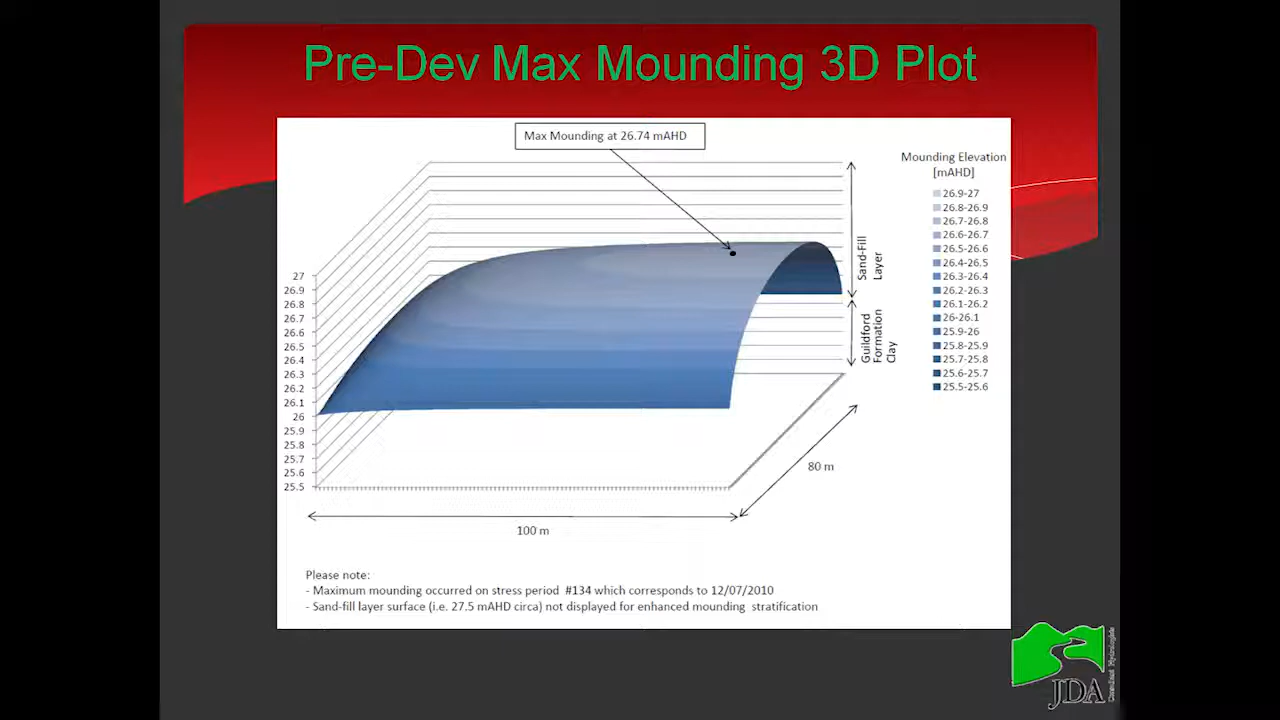 Pre-Dev Max Mounding 3D Plot
Max Mounding at 26.74 mAHD
Mounding Elevation
[mAHD]
26.9-27
26.8-26.9
26.7-26.8
26.6-26.7
26.5-26.6
26.4-26.5
26.3-26.4
26.2-26.3
26.1-26.2
26-26.1
25.9-26
25.8-25.9
25.7-25.8
25.6-25.7
25.5-25.6
Sand-Fill
Layer
Guildford
Formation
Clay
27
26.9
26.8
26.7
26.6
26.5
26.4
26.3
26.2
26.1
26
25.9
25.8
25.7
25.6
25.5
80 m
100 m
Please note:
- Maximum mounding occurred on stress period #134 which corresponds to 12/07/2010
- Sand-fill layer surface (i.e. 27.5 mAHD circa) not displayed for enhanced mounding stratification
JDA
Consultant Hydrologists